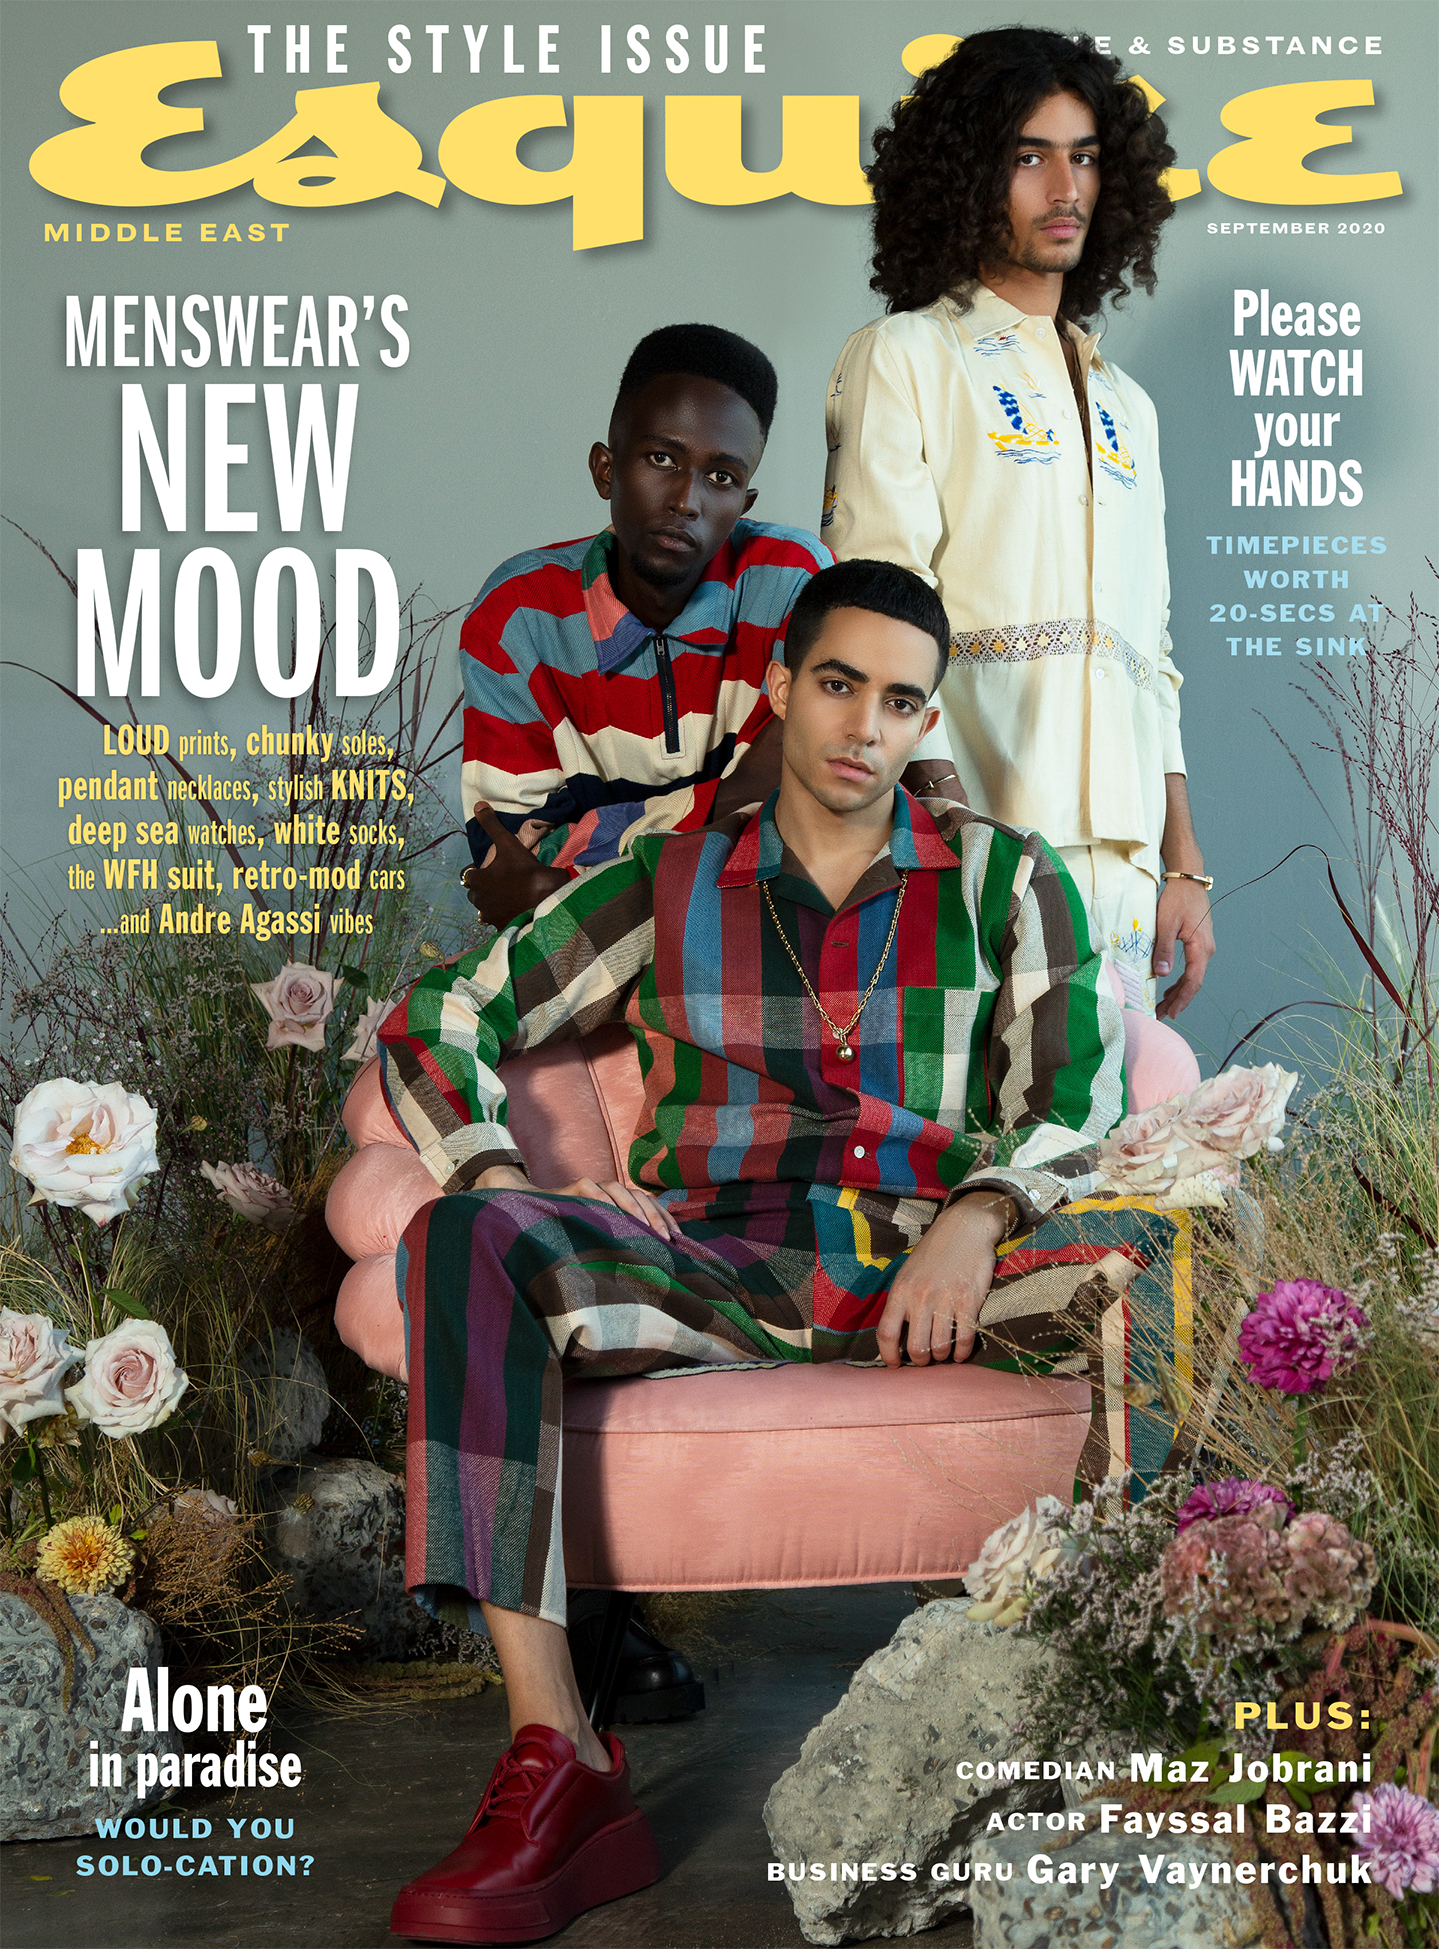 THE STYLE ISSUE
& SUBSTANCE
Esquire
MIDDLE EAST
SEPTEMBER 2020
MENSWEAR'S
NEW
MOOD
LOUD prints, chunky soles,
pendant necklaces, stylish KNITS,
deep sea watches, white socks,
the WFH suit, retro-mod cars
...and Andre Agassi vibes
Please
WATCH
your
HANDS
TIMEPIECES
WORTH
20-SECS AT
THE SINK
Alone
in paradise
WOULD YOU
SOLO-CATION?
PLUS:
COMEDIAN Maz Jobrani
ACTOR Fayssal Bazzi
BUSINESS GURU Gary Vaynerchuk